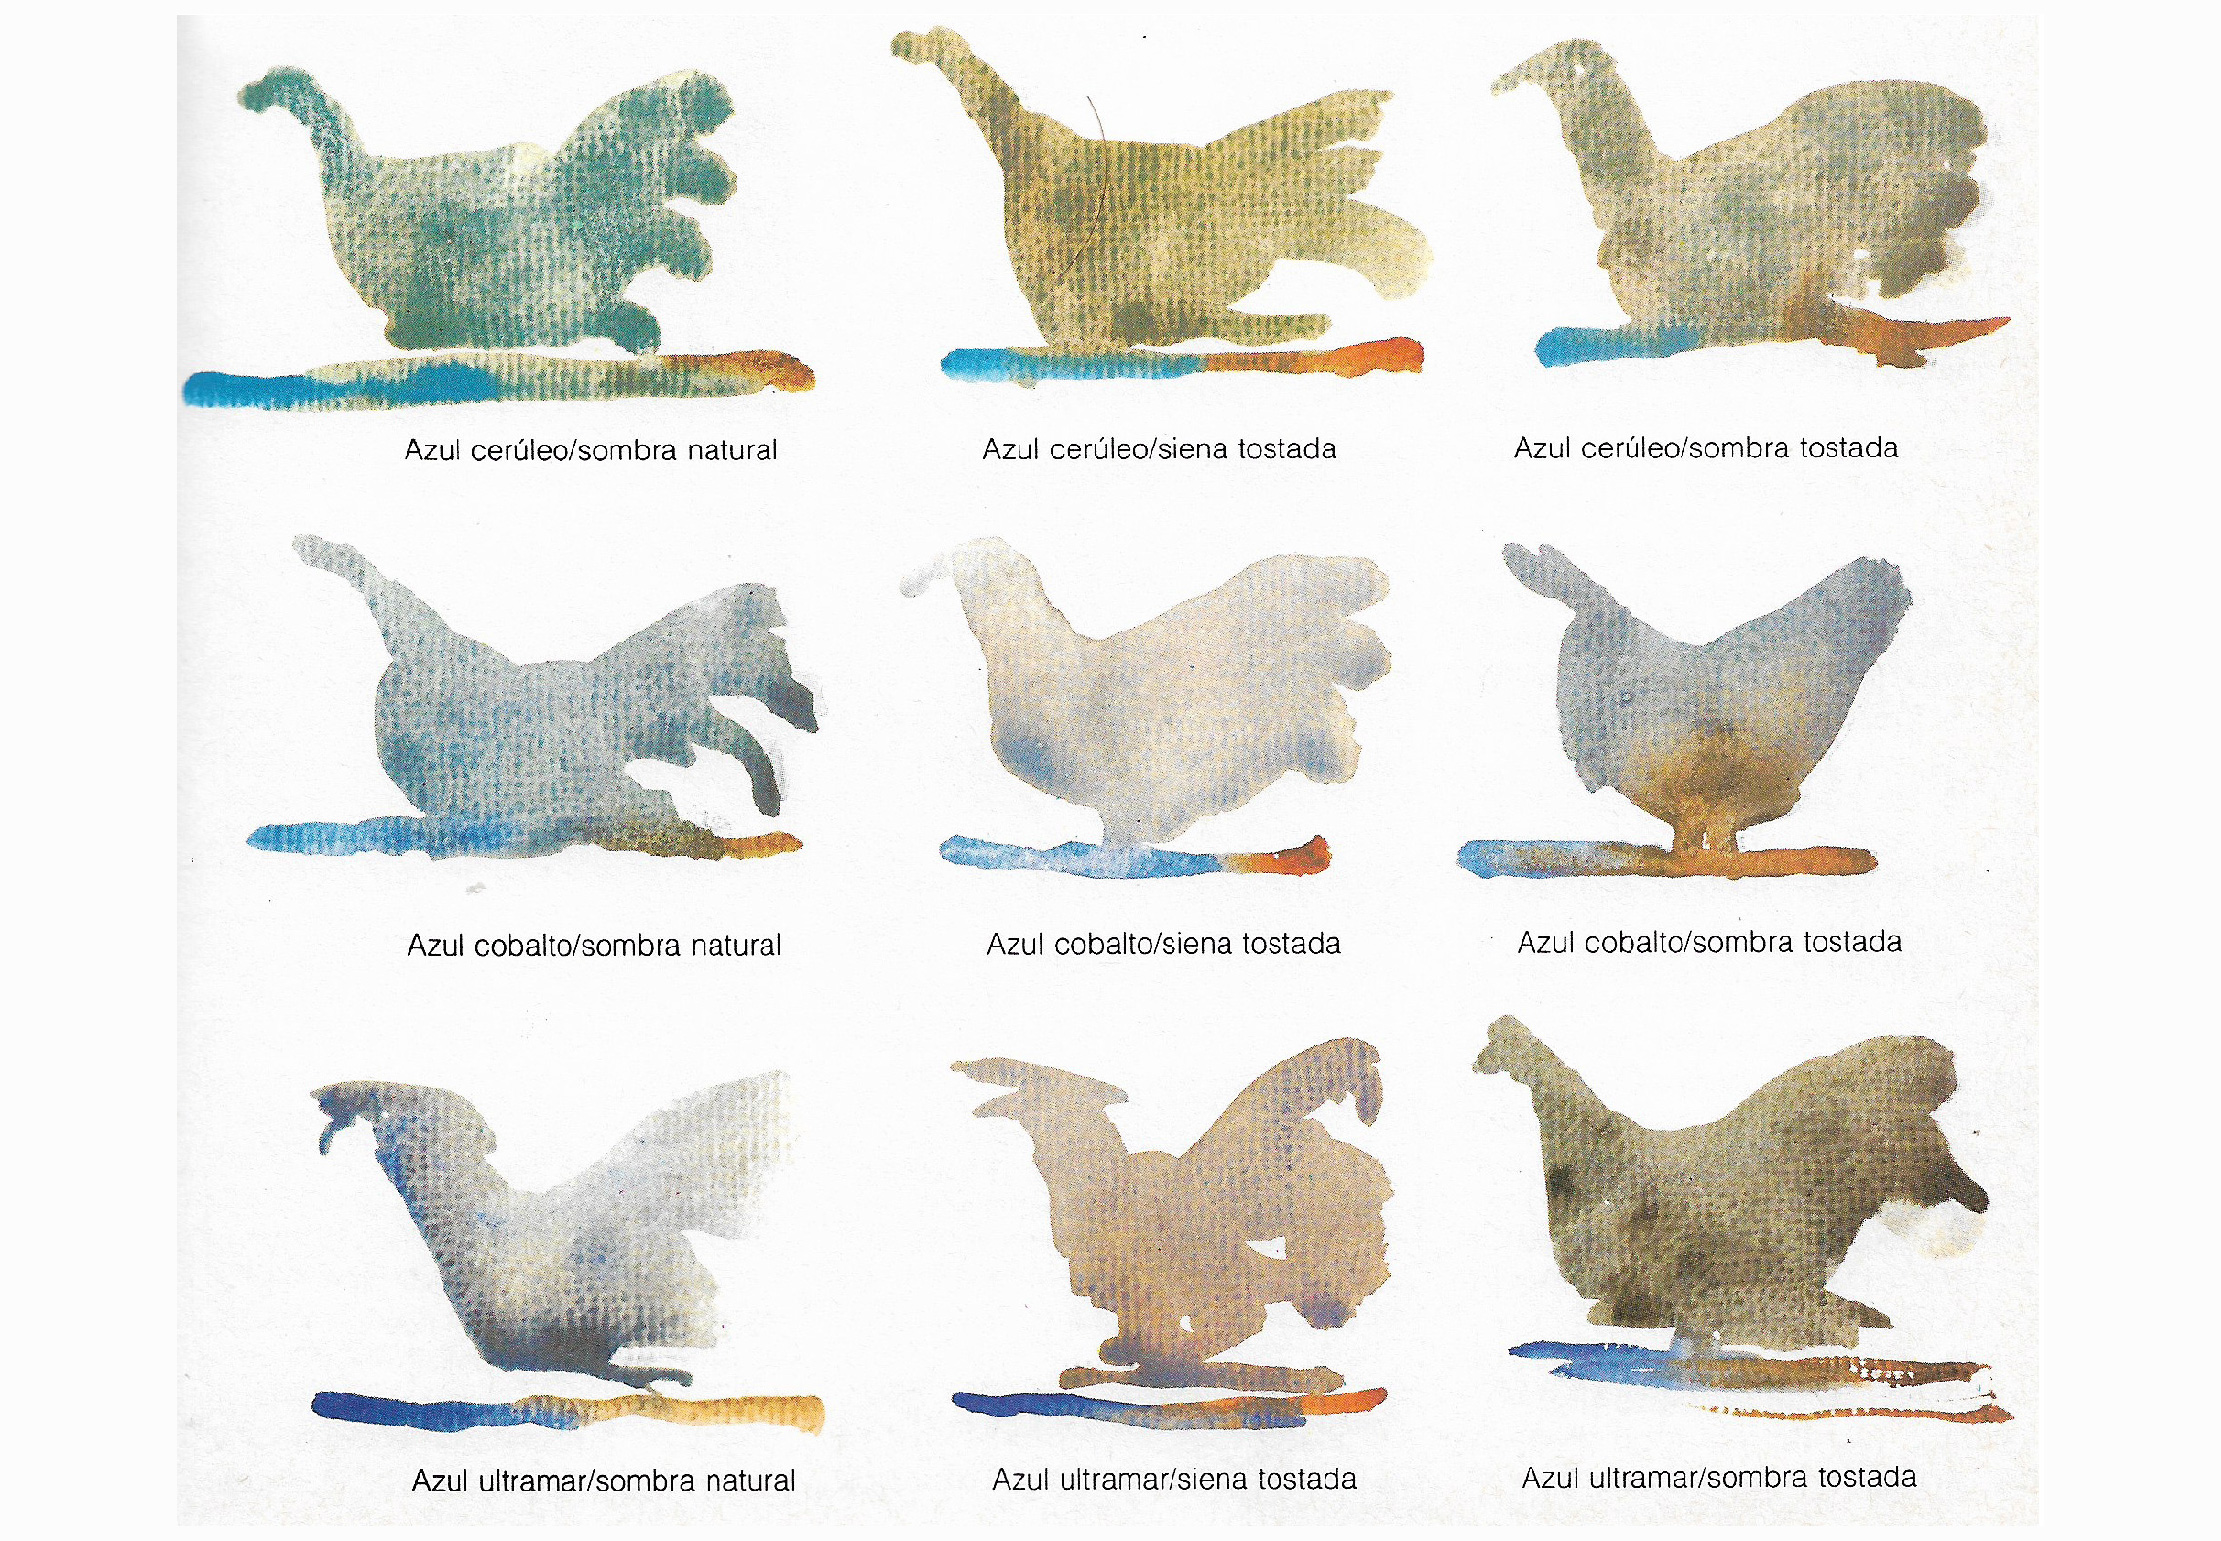 Azul cerúleo/sombra natural
Azul cerúleo/siena tostada
Azul cerúleo/sombra tostada
Azul cobalto/sombra natural
Azul cobalto/siena tostada
Azul cobalto/sombra tostada
Azul ultramar/sombra natural
Azul ultramar/siena tostada
Azul ultramar/sombra tostada